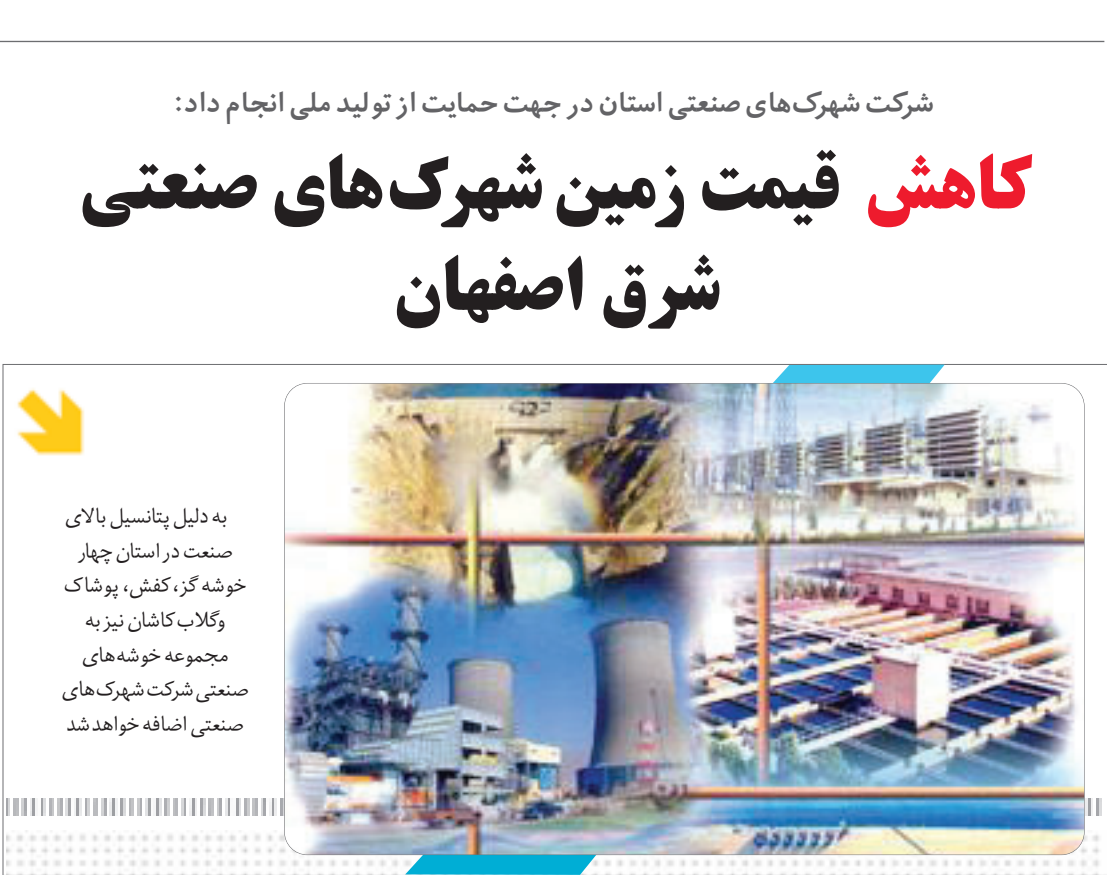 شرکت شهرک‌های صنعتی استان در جهت حمایت از تولید ملی انجام داد:
کاهش قیمت زمین شهرک‌های صنعتی
شرق اصفهان
به دلیل پتانسیل بالای
صنعت در استان چهار
خوشه گز، کفش، پوشاک
وگلاب کاشان نیز به
مجموعه خوشه‌های
صنعتی شرکت شهرک‌های
صنعتی اضافه خواهد شد